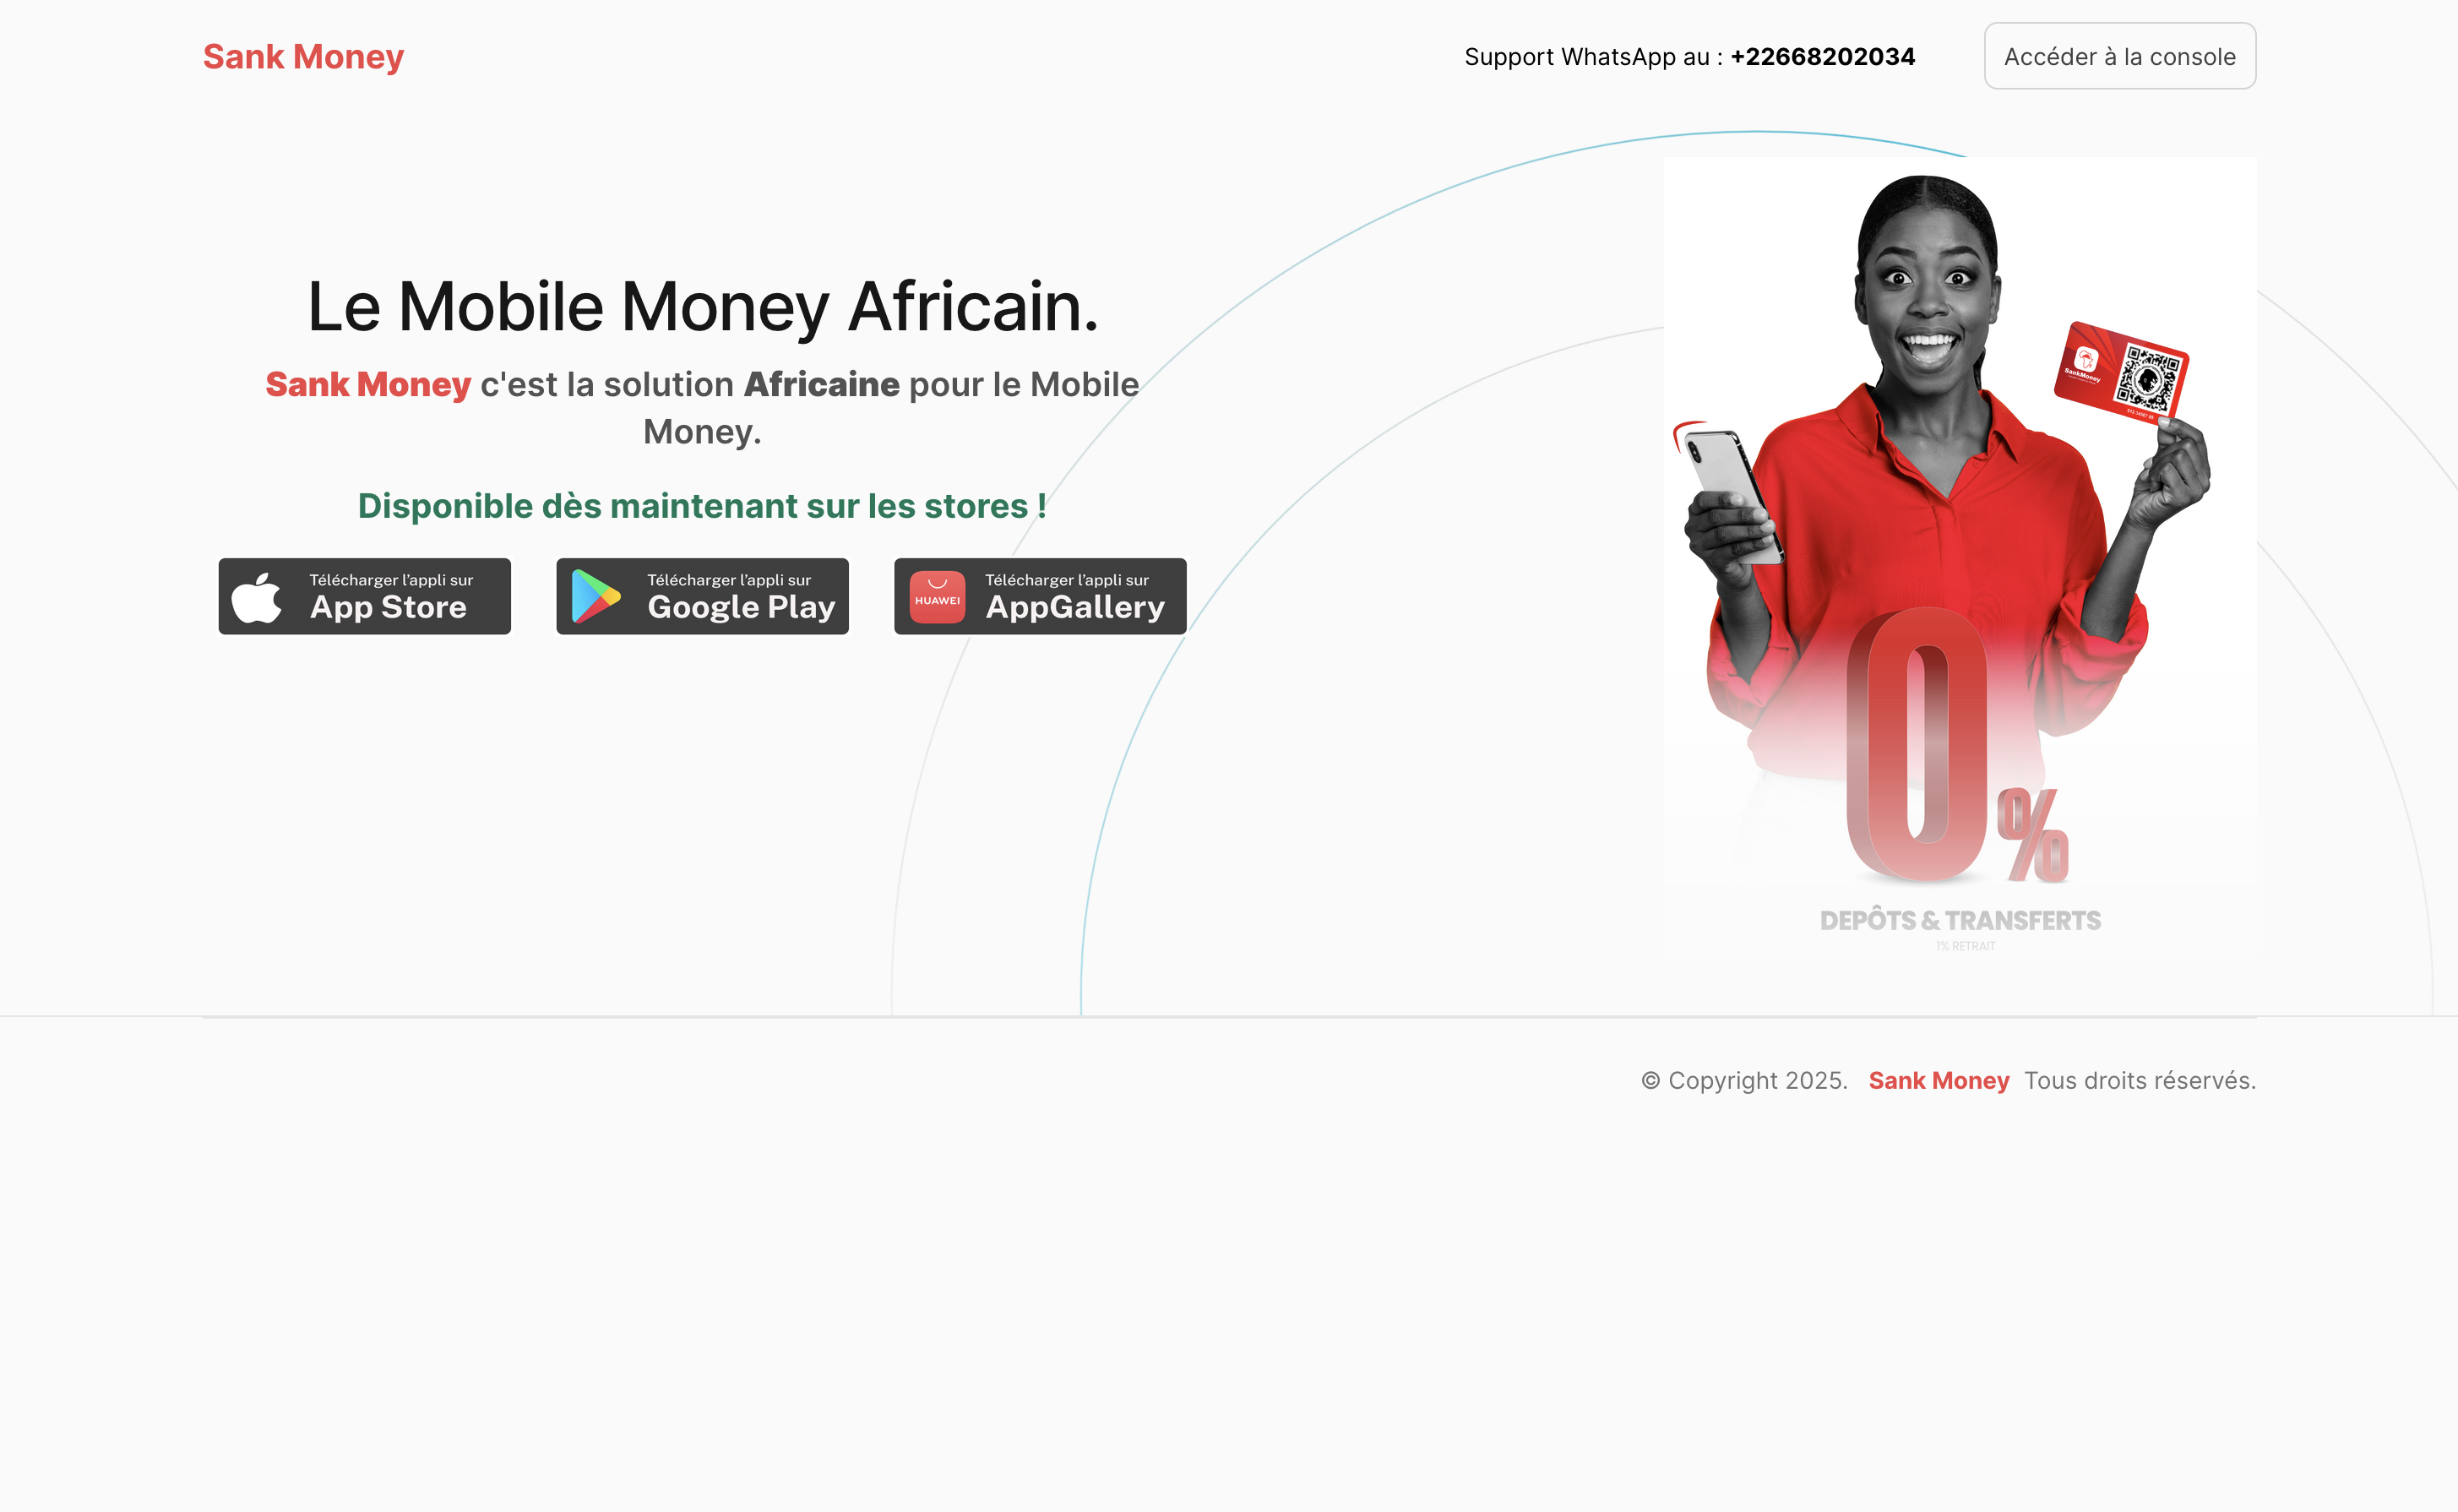 Sank Money
Support WhatsApp au : +22668202034
Accéder à la console
Le Mobile Money Africain.
Sank Money c'est la solution Africaine pour le Mobile
Money.
Disponible dès maintenant sur les stores !
Télécharger l'appli sur
App Store
Télécharger l'appli sur
Google Play
HUAWEI
Télécharger l'appli sur
AppGallery
SankMoney
0%
DEPÔTS & TRANSFERTS
1% RETRAIT
© Copyright 2025. Sank Money Tous droits réservés.